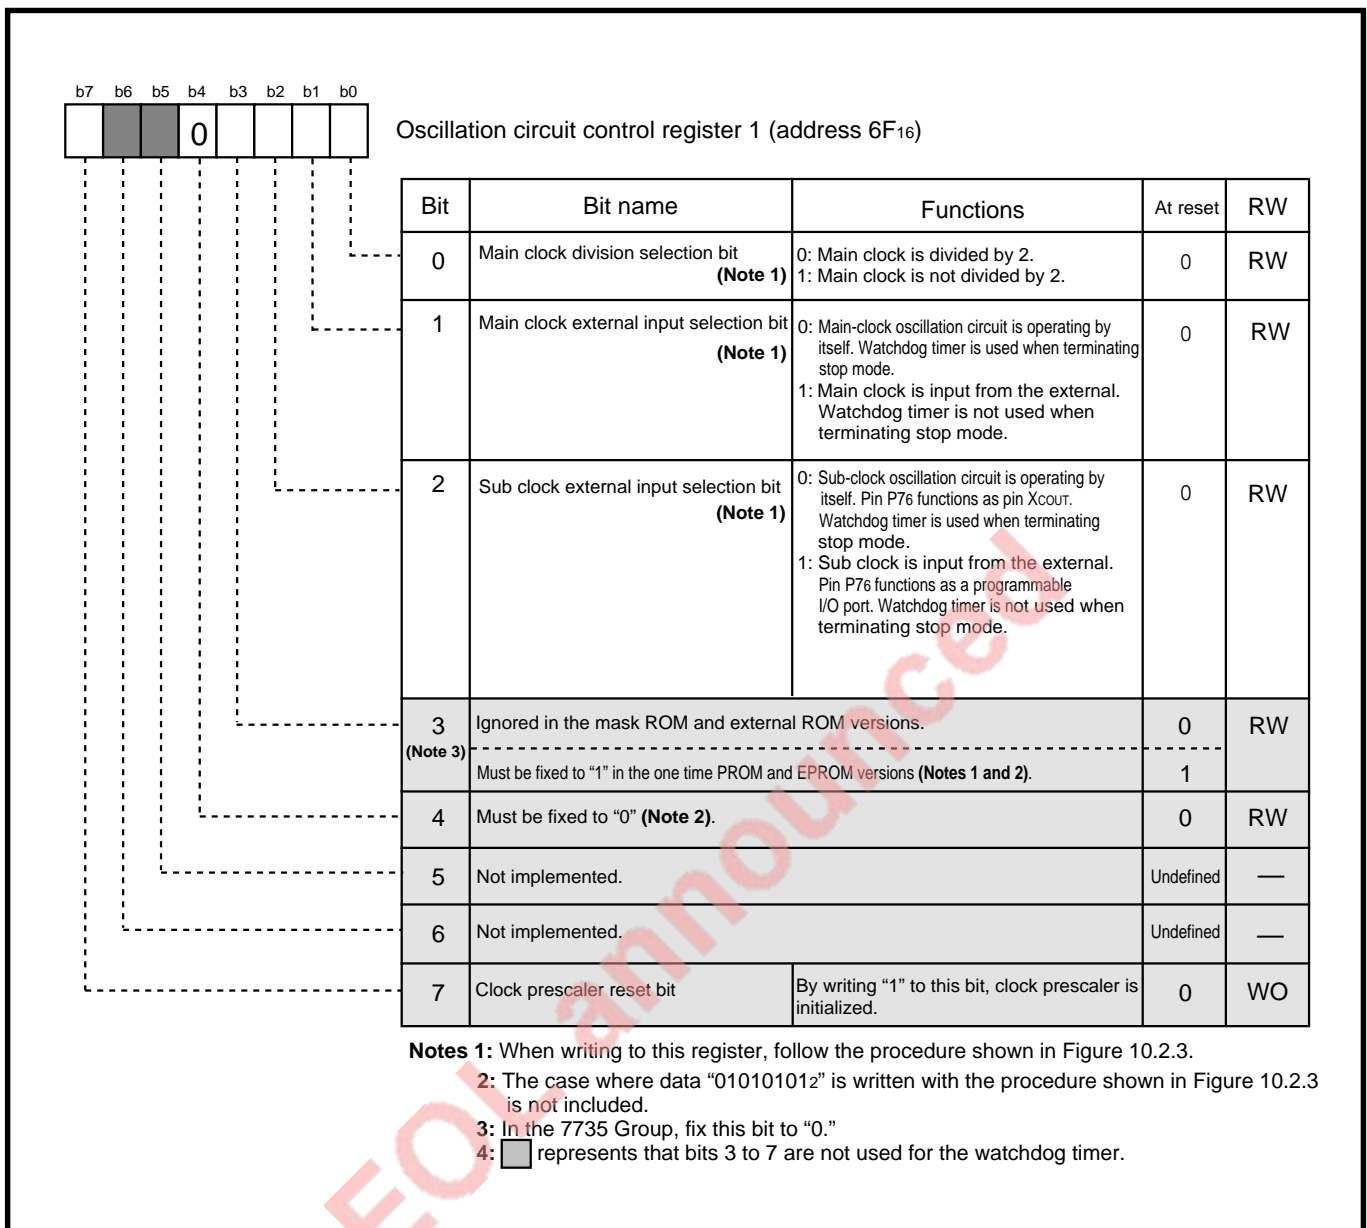 b7 b6 b5 b4 b3 b2 b1 b0
0
Oscillation circuit control register 1 (address 6F16)
Bit Bit name Functions At reset RW
0 Main clock division selection bit (Note 1) 0: Main clock is divided by 2. 0 RW
1: Main clock is not divided by 2.
1 Main clock external input selection bit (Note 1) 0: Main-clock oscillation circuit is operating by 0 RW
itself. Watchdog timer is used when terminating
stop mode.
1: Main clock is input from the external.
Watchdog timer is not used when
terminating stop mode.
2 Sub clock external input selection bit (Note 1) 0: Sub-clock oscillation circuit is operating by 0 RW
itself. Pin P76 functions as pin XCOUT.
Watchdog timer is used when terminating
stop mode.
1: Sub clock is input from the external.
Pin P76 functions as a programmable
I/O port. Watchdog timer is not used when
terminating stop mode.
3 Ignored in the mask ROM and external ROM versions. 0 RW
(Note 3)
Must be fixed to “1” in the one time PROM and EPROM versions (Notes 1 and 2). 1
4 Must be fixed to “0” (Note 2). 0 RW
5 Not implemented. Undefined —
6 Not implemented. Undefined —
7 Clock prescaler reset bit By writing “1” to this bit, clock prescaler is 0 WO
initialized.
Notes 1: When writing to this register, follow the procedure shown in Figure 10.2.3.
2: The case where data “010101012” is written with the procedure shown in Figure 10.2.3
is not included.
3: In the 7735 Group, fix this bit to “0.”
4: represents that bits 3 to 7 are not used for the watchdog timer.
EOL announced